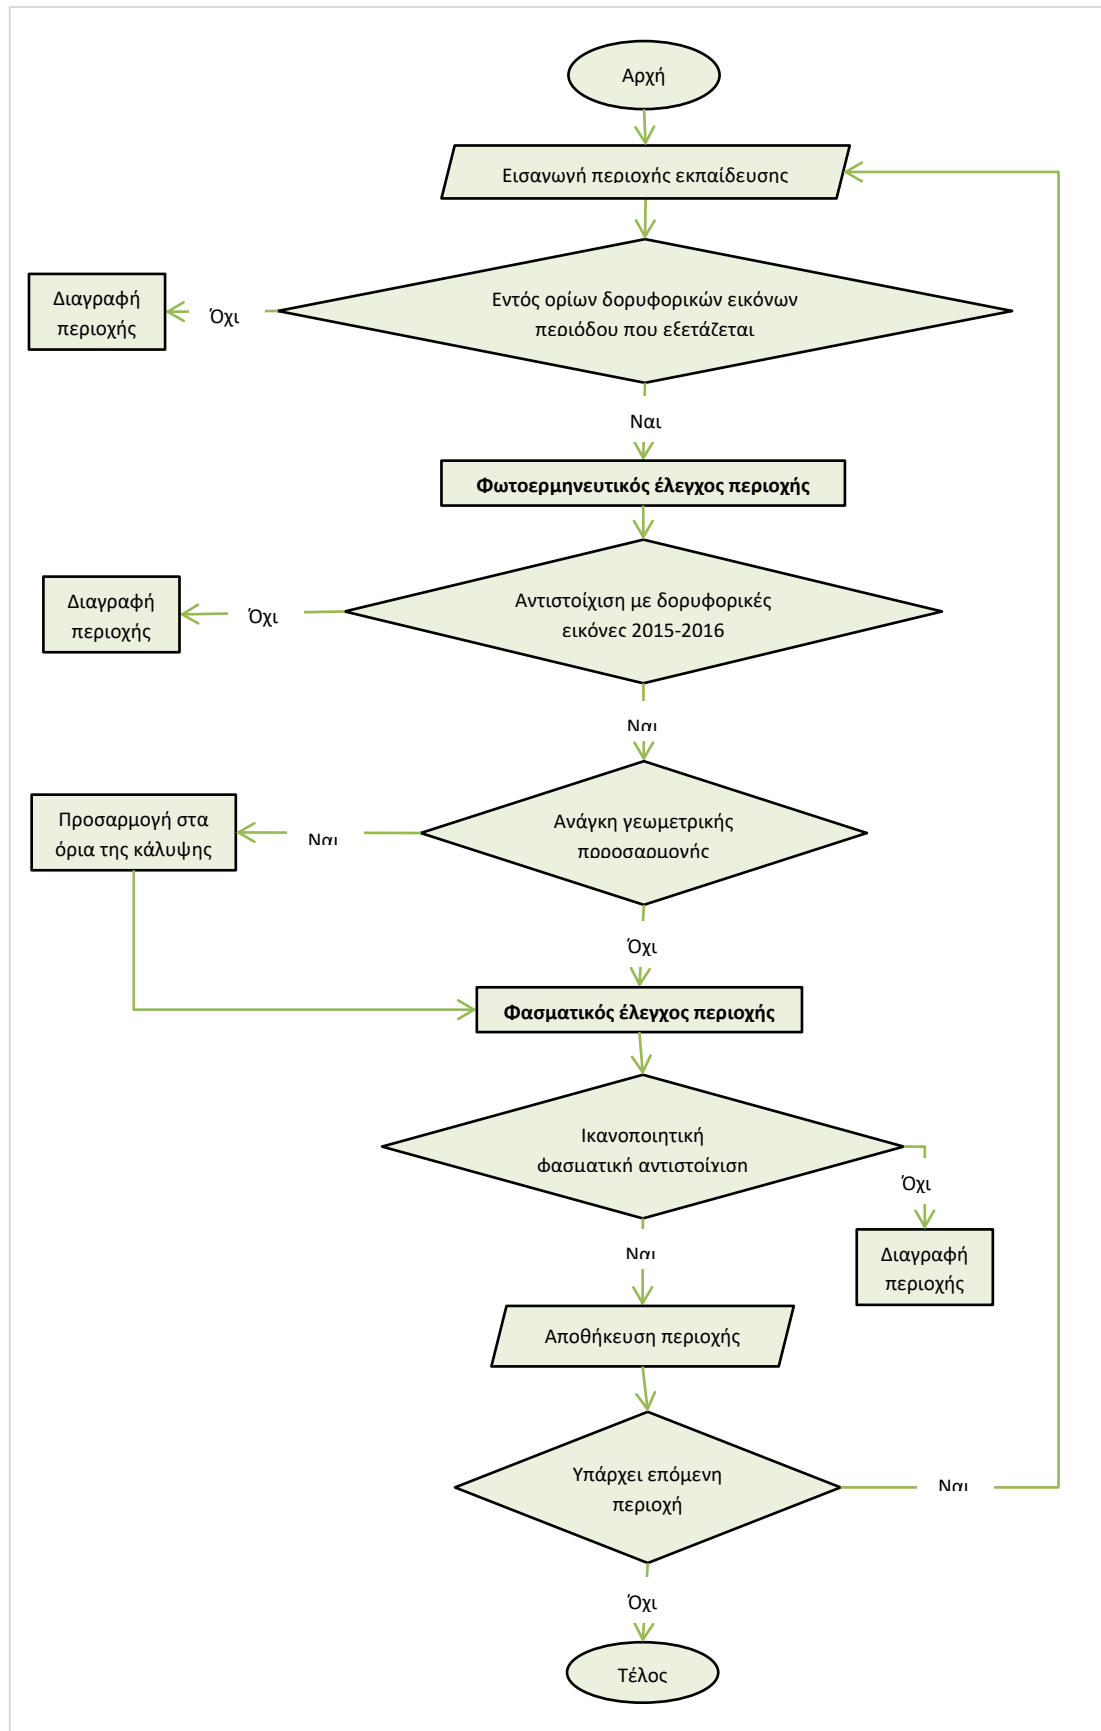 Αρχή
Εισαγωγή περιοχής εκπαίδευσης
Εντός ορίων δορυφορικών εικόνων
περιόδου που εξετάζεται
Όχι
Διαγραφή
περιοχής
Ναι
Φωτοερμηνευτικός έλεγχος περιοχής
Αντιστοίχιση με δορυφορικές
εικόνες 2015-2016
Όχι
Διαγραφή
περιοχής
Ναι
Ανάγκη γεωμετρικής
πρροσαρμογής
Ναι
Προσαρμογή στα
όρια της κάλυψης
Όχι
Φασματικός έλεγχος περιοχής
Ικανοποιητική
φασματική αντιστοίχιση
Όχι
Διαγραφή
περιοχής
Ναι
Αποθήκευση περιοχής
Υπάρχει επόμενη
περιοχή
Ναι
Όχι
Τέλος